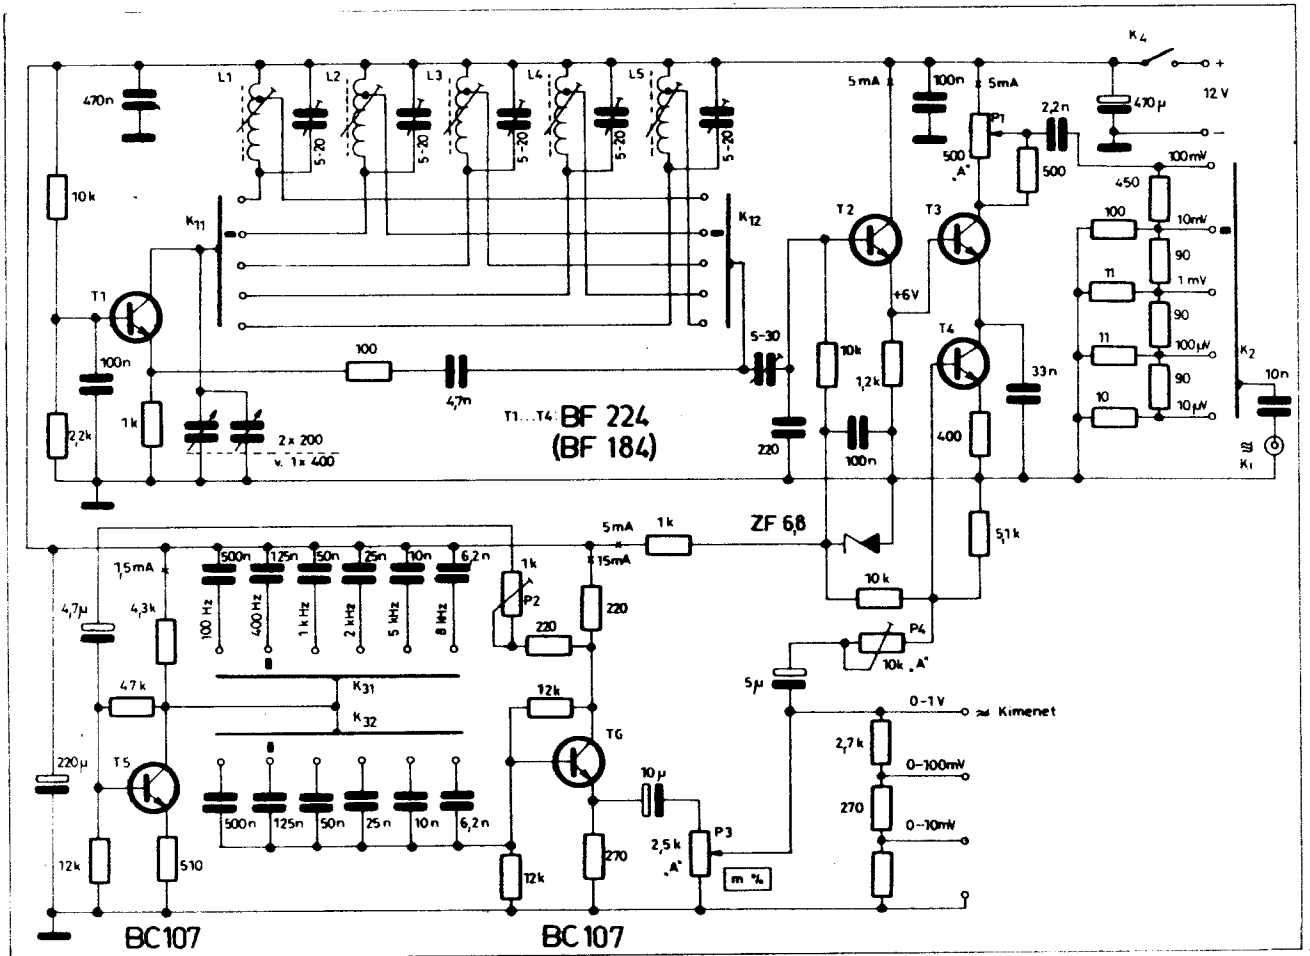 K4
L1 L2 L3 L4 L5
5mA 100n 5mA
470n
5-20 5-20 5-20 5-20 5-20
P1
2,2n
470µ
12 V
+
−
500 "A"
500
100mV
450
10k
K11
K12
T2
T3
100
10mV
90
T1
+6V
11
1 mV
90
100n
100
4,7n
5-30
10k
1,2k
T4
33n
11
100µV
K2
90
10n
2,2k
1k
2 x 200
v. 1 x 400
T1...T4: BF 224
(BF 184)
220
100n
400
10
10µV
≈
K1
ZF 6,8
5,1k
1,5mA
500n 125n 50n 25n 10n 6,2n
1k
P2
5mA
1k
15mA
4,7µ
4,3k
100 Hz
400 Hz
1 kHz
2 kHz
5 kHz
8 kHz
220
220
10k
P4
10k "A"
5µ
47k
K31
K32
12k
0-1V ≈ Kimenet
2,7k
220µ
T5
T6
10µ
0-100mV
270
500n 125n 50n 25n 10n 6,2n
P3
2,5k "A"
0-10mV
12k
510
12k
270
m %
BC107
BC107